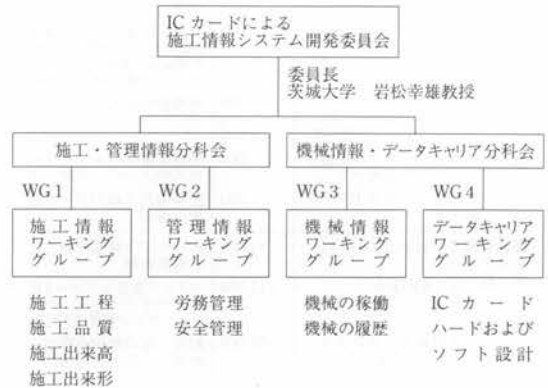 ICカードによる
施工情報システム開発委員会
委員長
茨城大学　岩松幸雄教授
施工・管理情報分科会
機械情報・データキャリア分科会
WG1
WG2
WG3
WG4
施工情報
ワーキング
グループ
管理情報
ワーキング
グループ
機械情報
ワーキング
グループ
データキャリア
ワーキング
グループ
施工工程
施工品質
施工出来高
施工出来形
労務管理
安全管理
機械の稼働
機械の履歴
ICカード
ハードおよび
ソフト設計